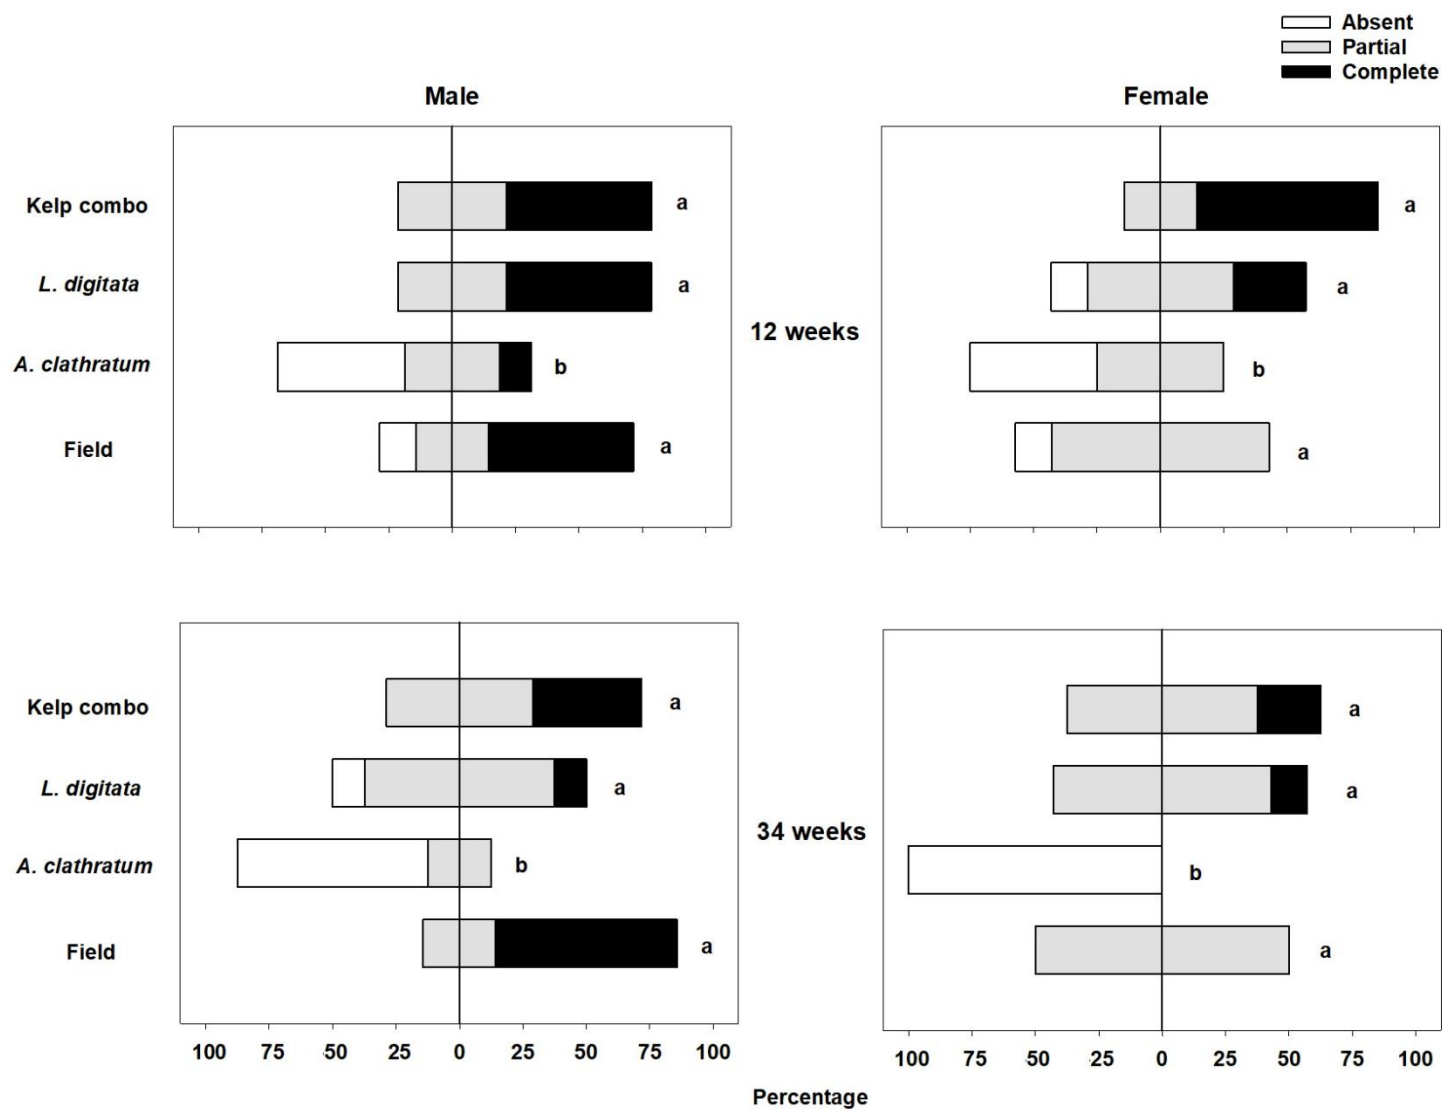 Absent
Partial
Complete
Male
Female
Kelp combo
a
a
L. digitata
a
a
12 weeks
A. clathratum
b
b
Field
a
a
Kelp combo
a
a
L. digitata
a
a
34 weeks
A. clathratum
b
b
Field
a
a
100 75 50 25 0 25 50 75 100
100 75 50 25 0 25 50 75 100
Percentage